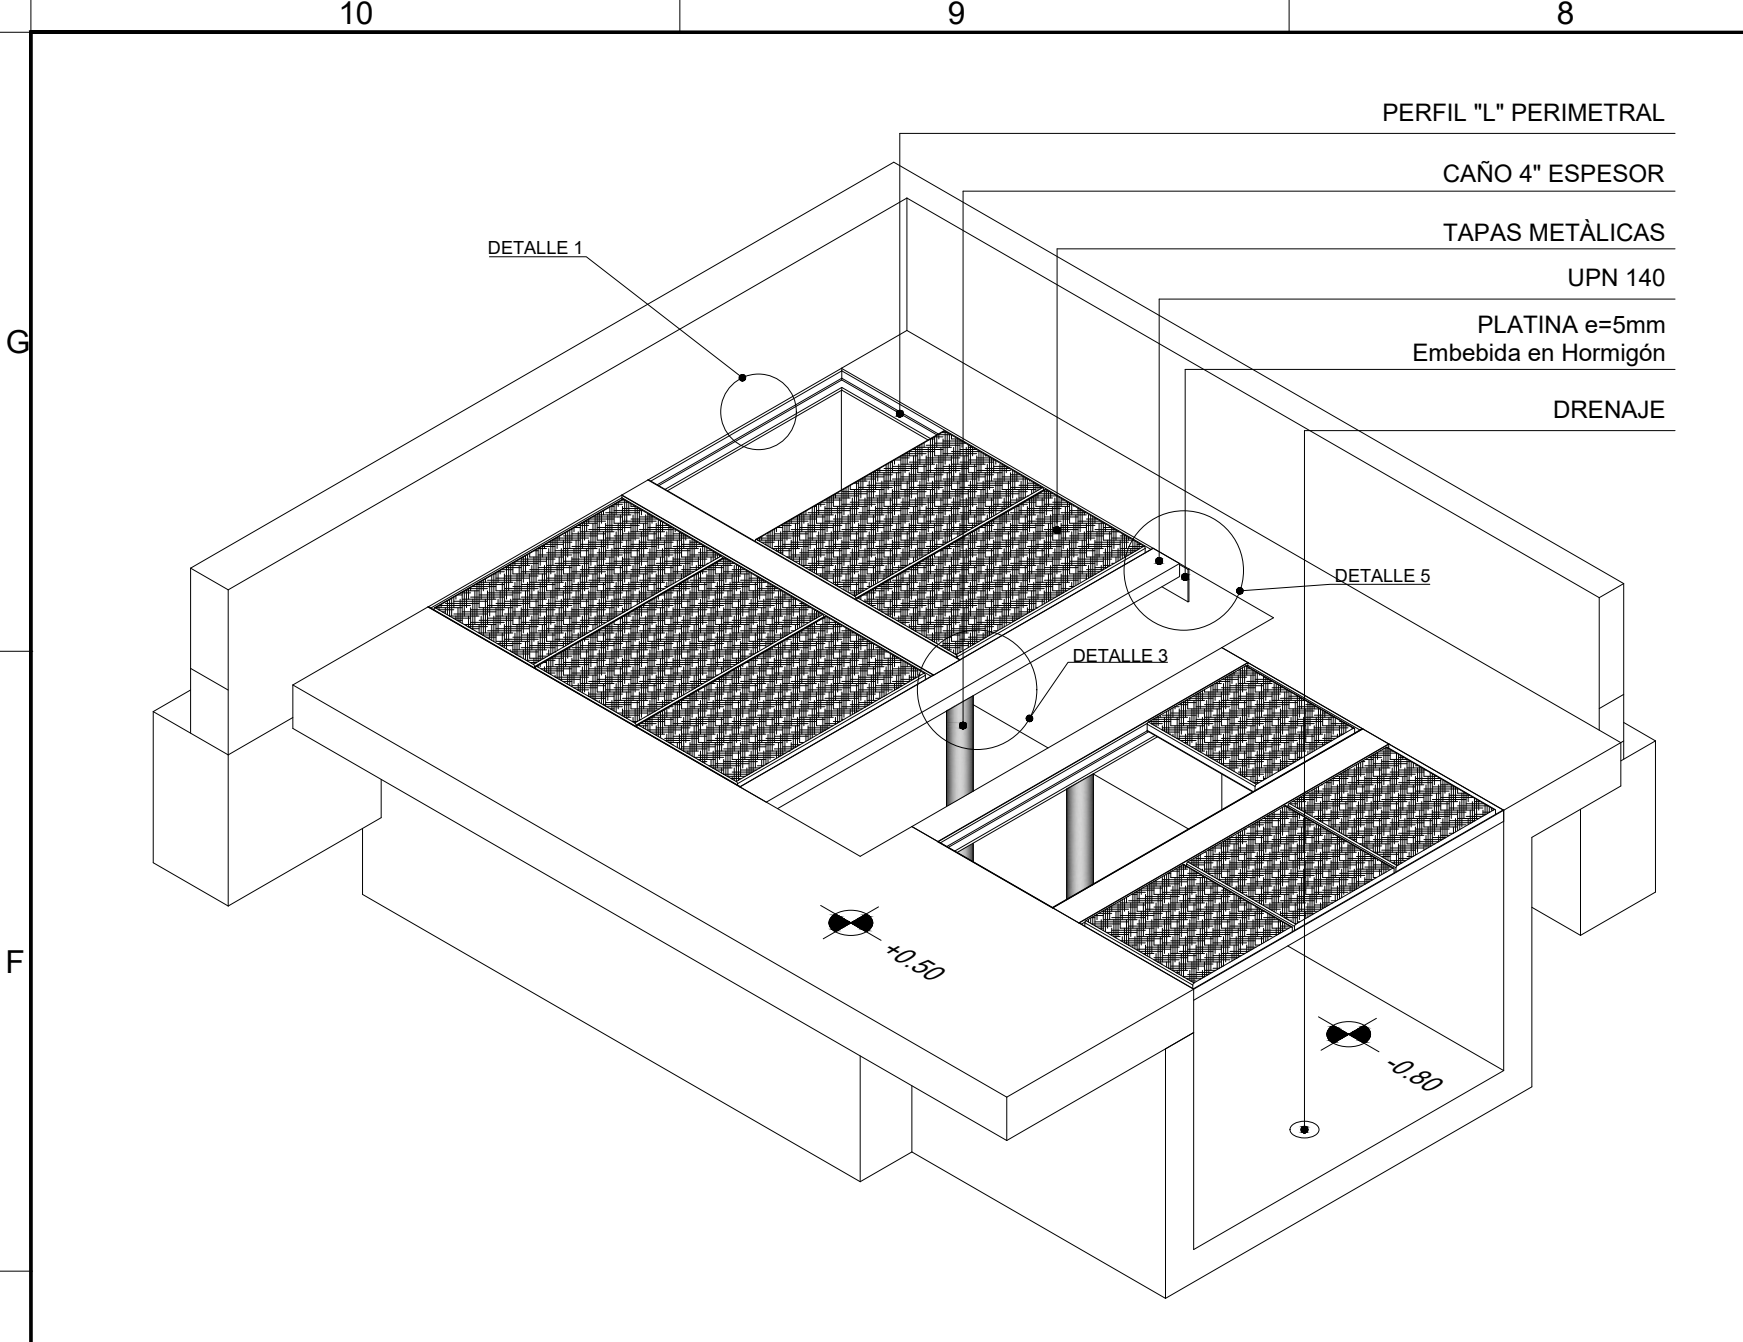 10
9
8
PERFIL "L" PERIMETRAL
CAÑO 4" ESPESOR
TAPAS METÀLICAS
DETALLE 1
UPN 140
PLATINA e=5mm
Embebida en Hormigón
G
DRENAJE
DETALLE 5
DETALLE 3
+0.50
F
-0.80